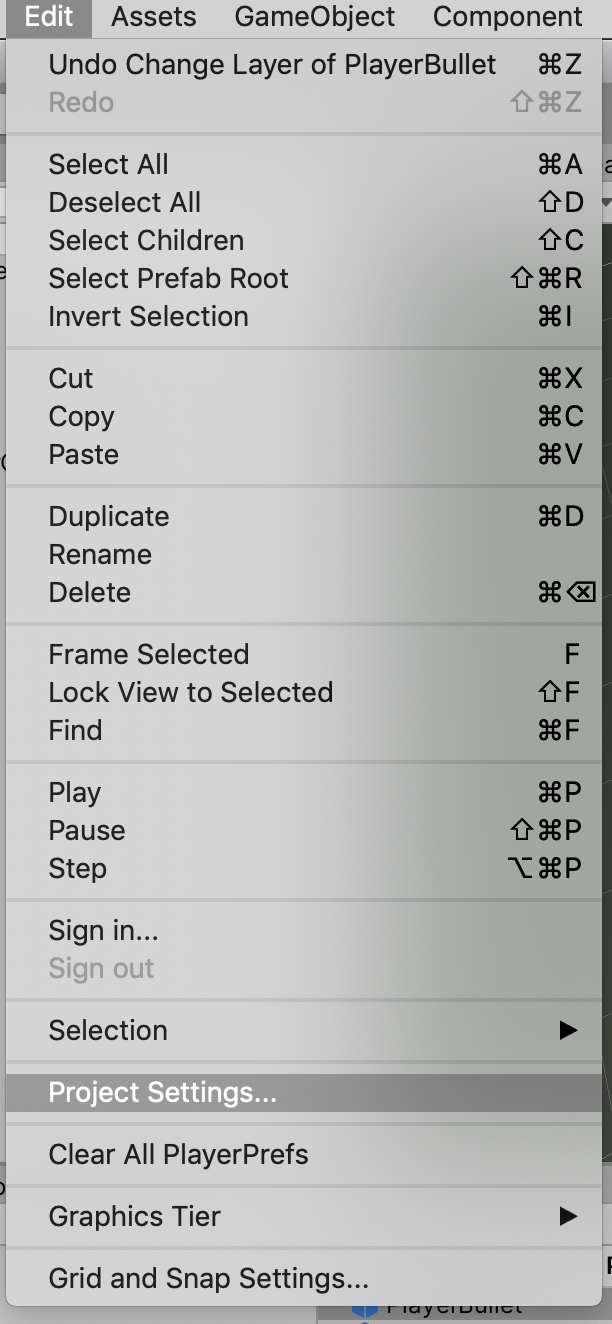 Edit Assets GameObject Component
Undo Change Layer of PlayerBullet ⌘Z
Redo ⇧⌘Z
Select All ⌘A
Deselect All ⇧D
Select Children ⇧C
Select Prefab Root ⇧⌘R
Invert Selection ⌘I
Cut ⌘X
Copy ⌘C
Paste ⌘V
Duplicate ⌘D
Rename
Delete ⌘⌫
Frame Selected F
Lock View to Selected ⇧F
Find ⌘F
Play ⌘P
Pause ⇧⌘P
Step ⌥⌘P
Sign in...
Sign out
Selection ▶
Project Settings...
Clear All PlayerPrefs
Graphics Tier ▶
Grid and Snap Settings...
PlayerBullet